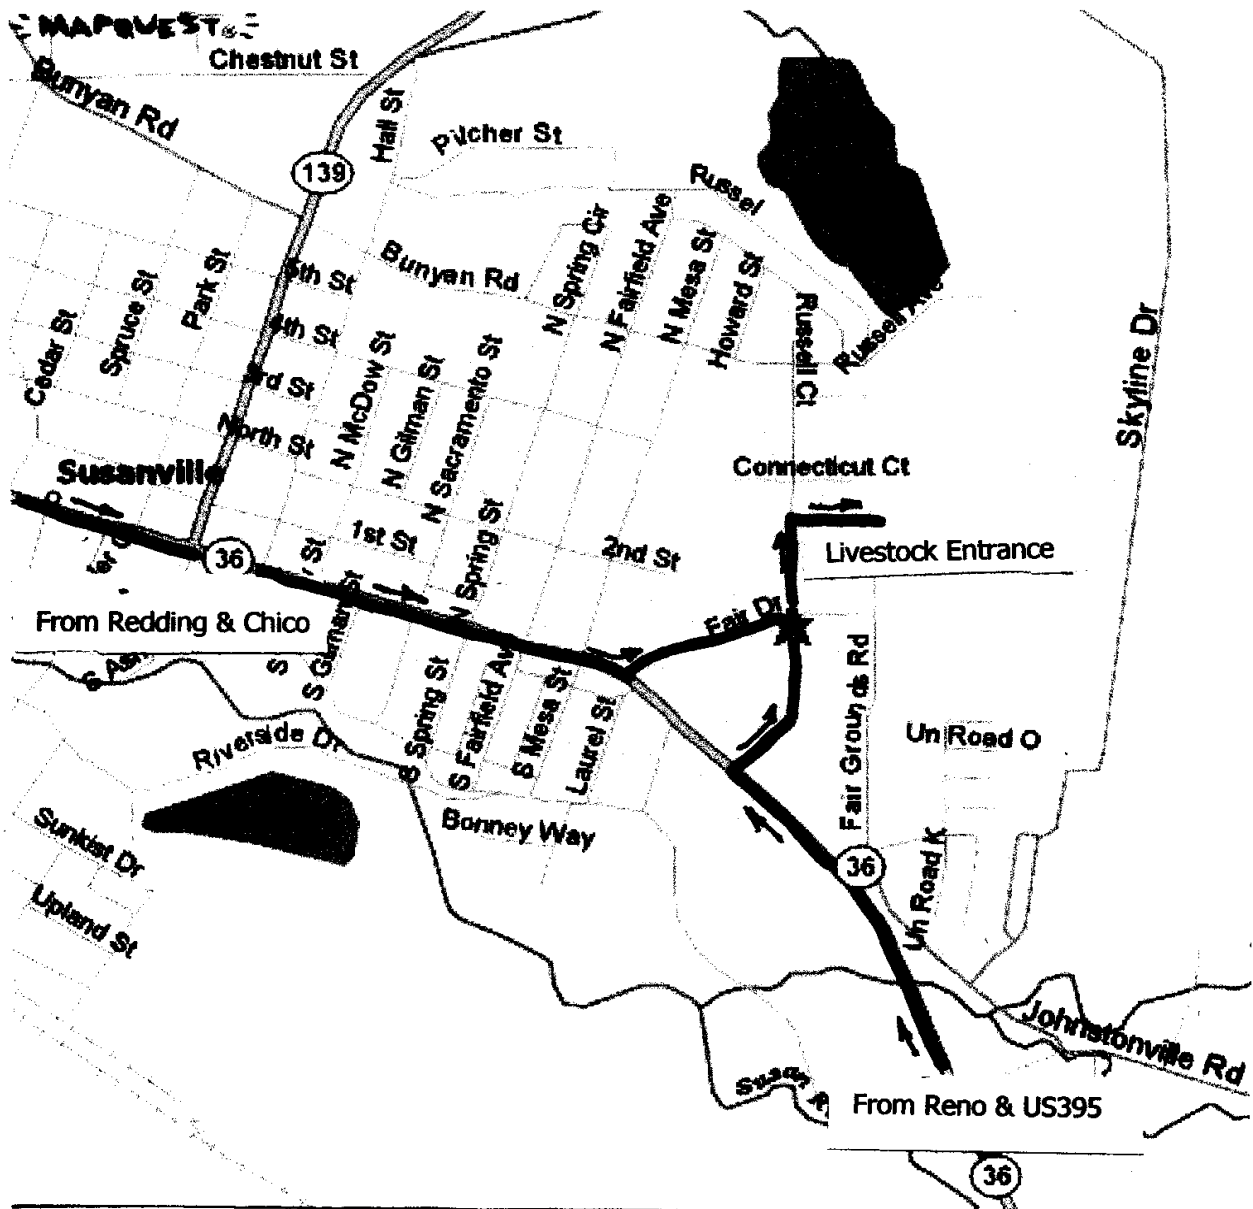 MAPQUEST
Chestnut St
Bunyan Rd
Hall St
Pilcher St
139
Russel
N Spring Cir
N Fairfield Ave
N Mesa St
Howard St
Bunyan Rd
Park St
Spruce St
Cedar St
5th St
4th St
3rd St
North St
N McDow St
N Gilman St
N Sacramento St
Russell Ct
Russell Ave
Skyline Dr
Susanville
Connecticut Ct
36
1st St
N Spring St
2nd St
Livestock Entrance
From Redding & Chico
Fair Dr
S Gilman St
S Spring St
S Fairfield Av
S Mesa St
Laurel St
Fair Grounds Rd
Un Road O
Riverside Dr
Bonney Way
Sunkist Dr
Upland St
36
Un Road K
Johnstonville Rd
Susan R
From Reno & US395
36